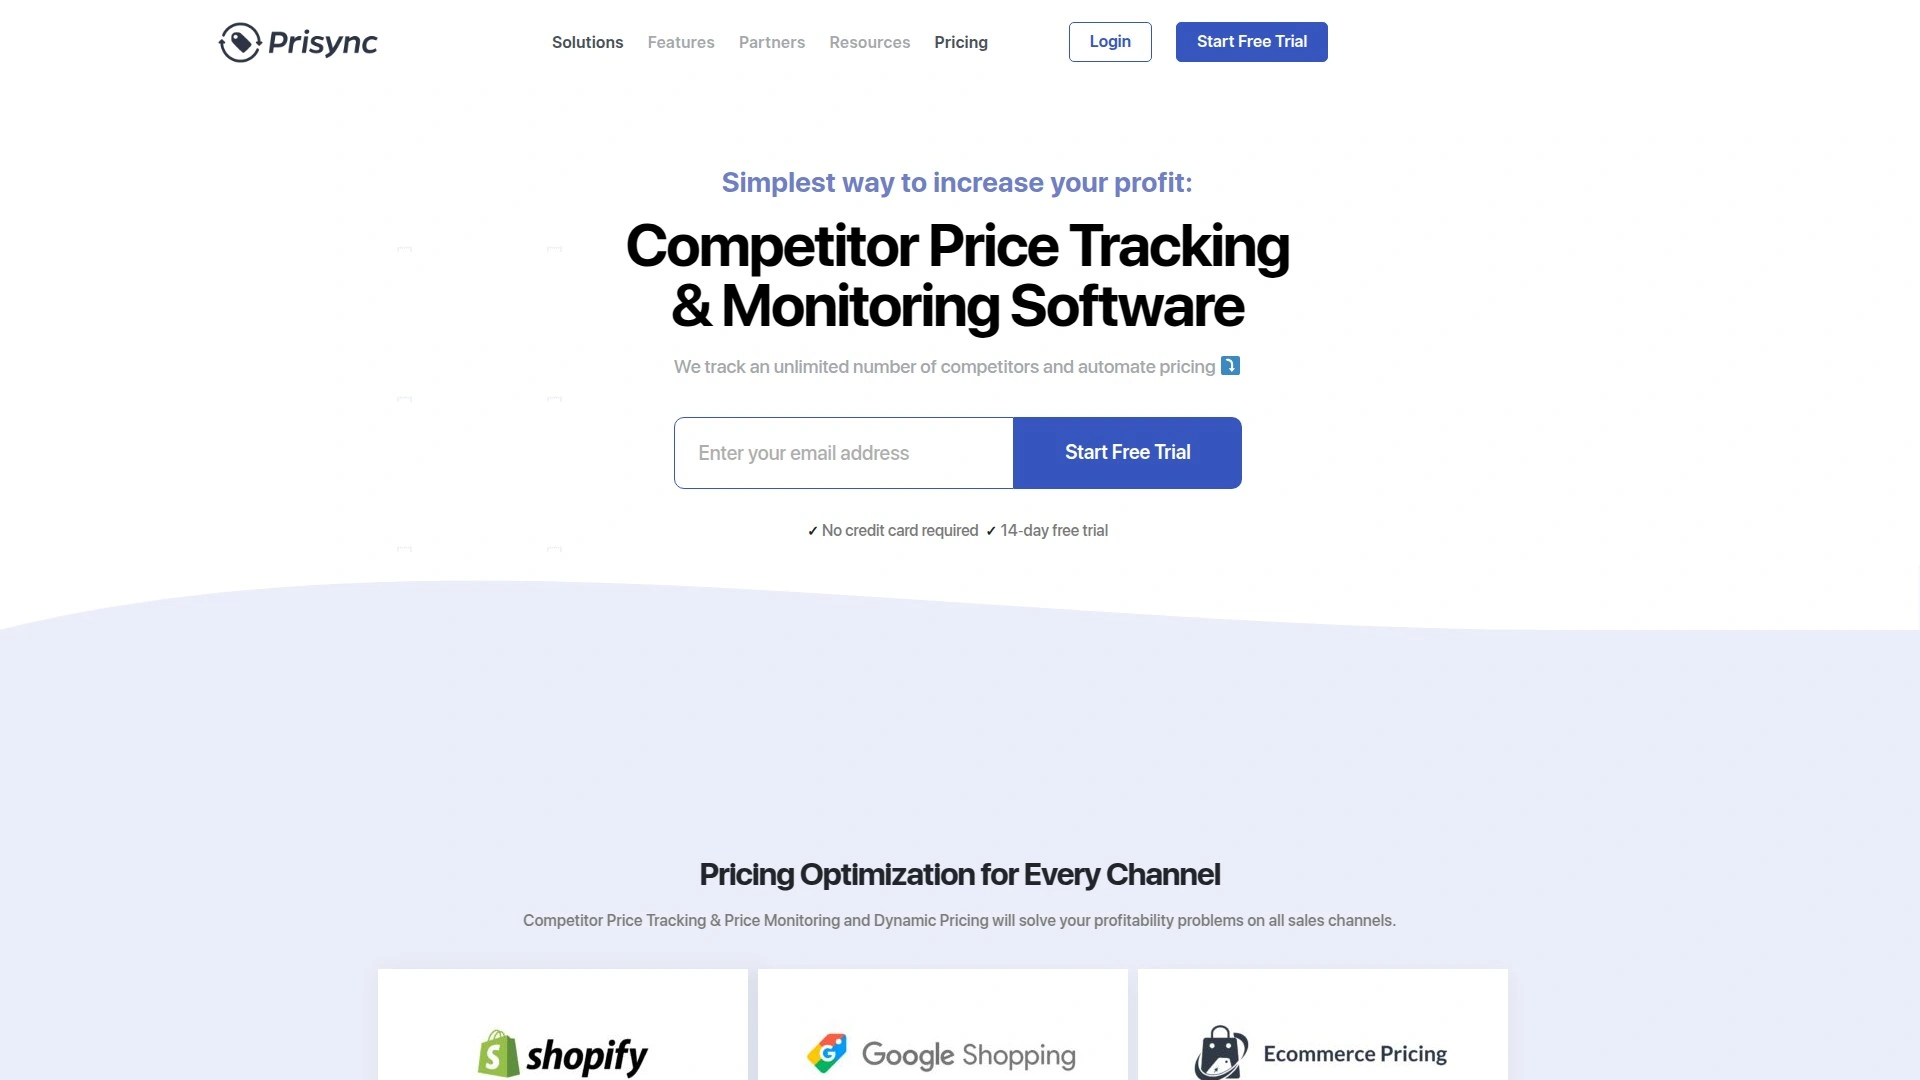 Prisync
Solutions Features Partners Resources Pricing
Login
Start Free Trial
Simplest way to increase your profit:
Competitor Price Tracking
& Monitoring Software
We track an unlimited number of competitors and automate pricing ⤵️
Enter your email address
Start Free Trial
✓ No credit card required ✓ 14-day free trial
Pricing Optimization for Every Channel
Competitor Price Tracking & Price Monitoring and Dynamic Pricing will solve your profitability problems on all sales channels.
shopify
Google Shopping
Ecommerce Pricing